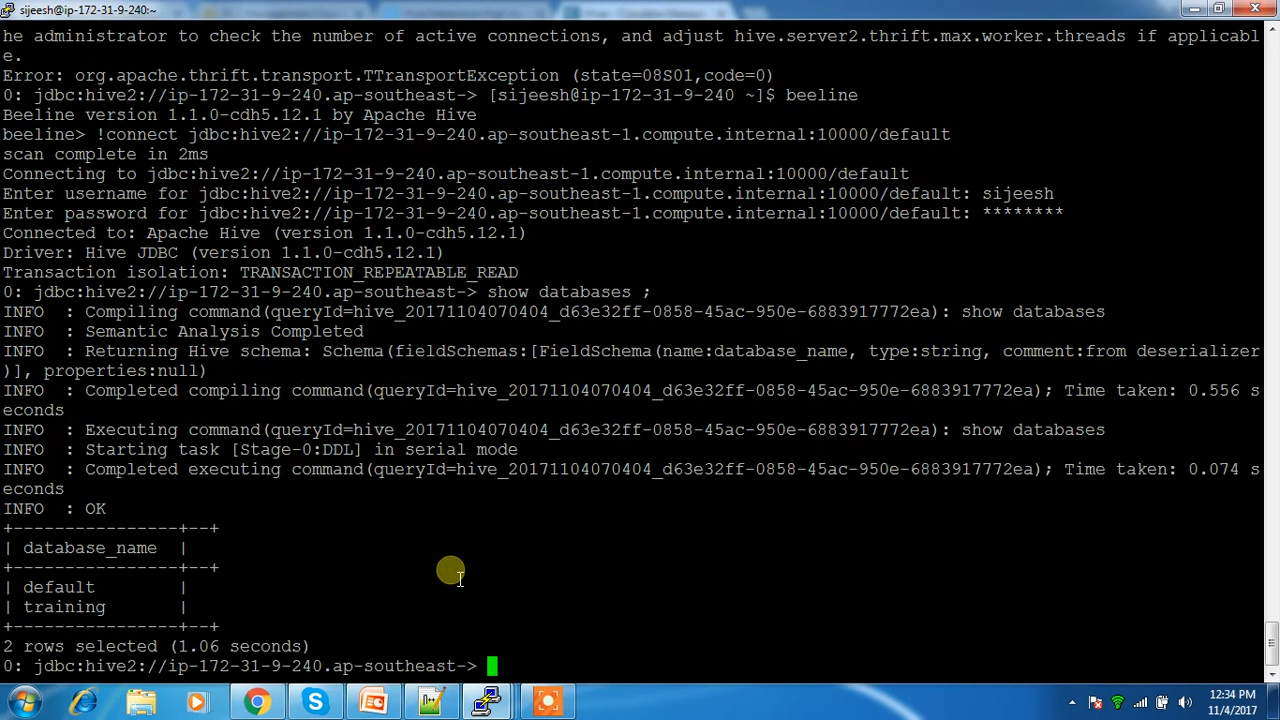 sijeesh@ip-172-31-9-240:~
he administrator to check the number of active connections, and adjust hive.server2.thrift.max.worker.threads if applicabl
e.
Error: org.apache.thrift.transport.TTransportException (state=08S01,code=0)
0: jdbc:hive2://ip-172-31-9-240.ap-southeast-> [sijeesh@ip-172-31-9-240 ~]$ beeline
Beeline version 1.1.0-cdh5.12.1 by Apache Hive
beeline> !connect jdbc:hive2://ip-172-31-9-240.ap-southeast-1.compute.internal:10000/default
scan complete in 2ms
Connecting to jdbc:hive2://ip-172-31-9-240.ap-southeast-1.compute.internal:10000/default
Enter username for jdbc:hive2://ip-172-31-9-240.ap-southeast-1.compute.internal:10000/default: sijeesh
Enter password for jdbc:hive2://ip-172-31-9-240.ap-southeast-1.compute.internal:10000/default: ********
Connected to: Apache Hive (version 1.1.0-cdh5.12.1)
Driver: Hive JDBC (version 1.1.0-cdh5.12.1)
Transaction isolation: TRANSACTION_REPEATABLE_READ
0: jdbc:hive2://ip-172-31-9-240.ap-southeast-> show databases ;
INFO  : Compiling command(queryId=hive_20171104070404_d63e32ff-0858-45ac-950e-6883917772ea): show databases
INFO  : Semantic Analysis Completed
INFO  : Returning Hive schema: Schema(fieldSchemas:[FieldSchema(name:database_name, type:string, comment:from deserializer
)], properties:null)
INFO  : Completed compiling command(queryId=hive_20171104070404_d63e32ff-0858-45ac-950e-6883917772ea); Time taken: 0.556 s
econds
INFO  : Executing command(queryId=hive_20171104070404_d63e32ff-0858-45ac-950e-6883917772ea): show databases
INFO  : Starting task [Stage-0:DDL] in serial mode
INFO  : Completed executing command(queryId=hive_20171104070404_d63e32ff-0858-45ac-950e-6883917772ea); Time taken: 0.074 s
econds
INFO  : OK
+----------------+--+
| database_name  |
+----------------+--+
| default        |
| training       |
+----------------+--+
2 rows selected (1.06 seconds)
0: jdbc:hive2://ip-172-31-9-240.ap-southeast->
12:34 PM
11/4/2017